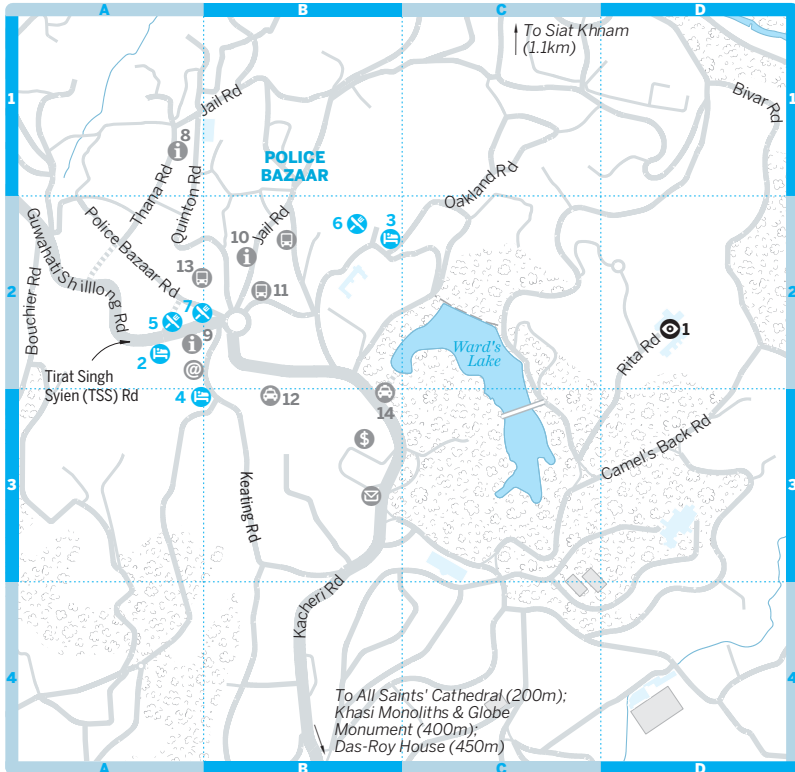 A
B
C
D
To Siat Khnam
(1.1km)
1
1
Jail Rd
Bivar Rd
8
POLICE
BAZAAR
Thana Rd
Quinton Rd
Oakland Rd
Police Bazaar Rd
Jail Rd
6
3
10
Guwahati Shilllong Rd
Bouchier Rd
13
2
2
11
7
5
9
1
Rita Rd
Ward's
Lake
2
@
Tirat Singh
Syien (TSS) Rd
4
12
14
$
Camel's Back Rd
3
3
Keating Rd
Kacheri Rd
4
4
To All Saints' Cathedral (200m);
Khasi Monoliths & Globe
Monument (400m);
Das-Roy House (450m)
A
B
C
D